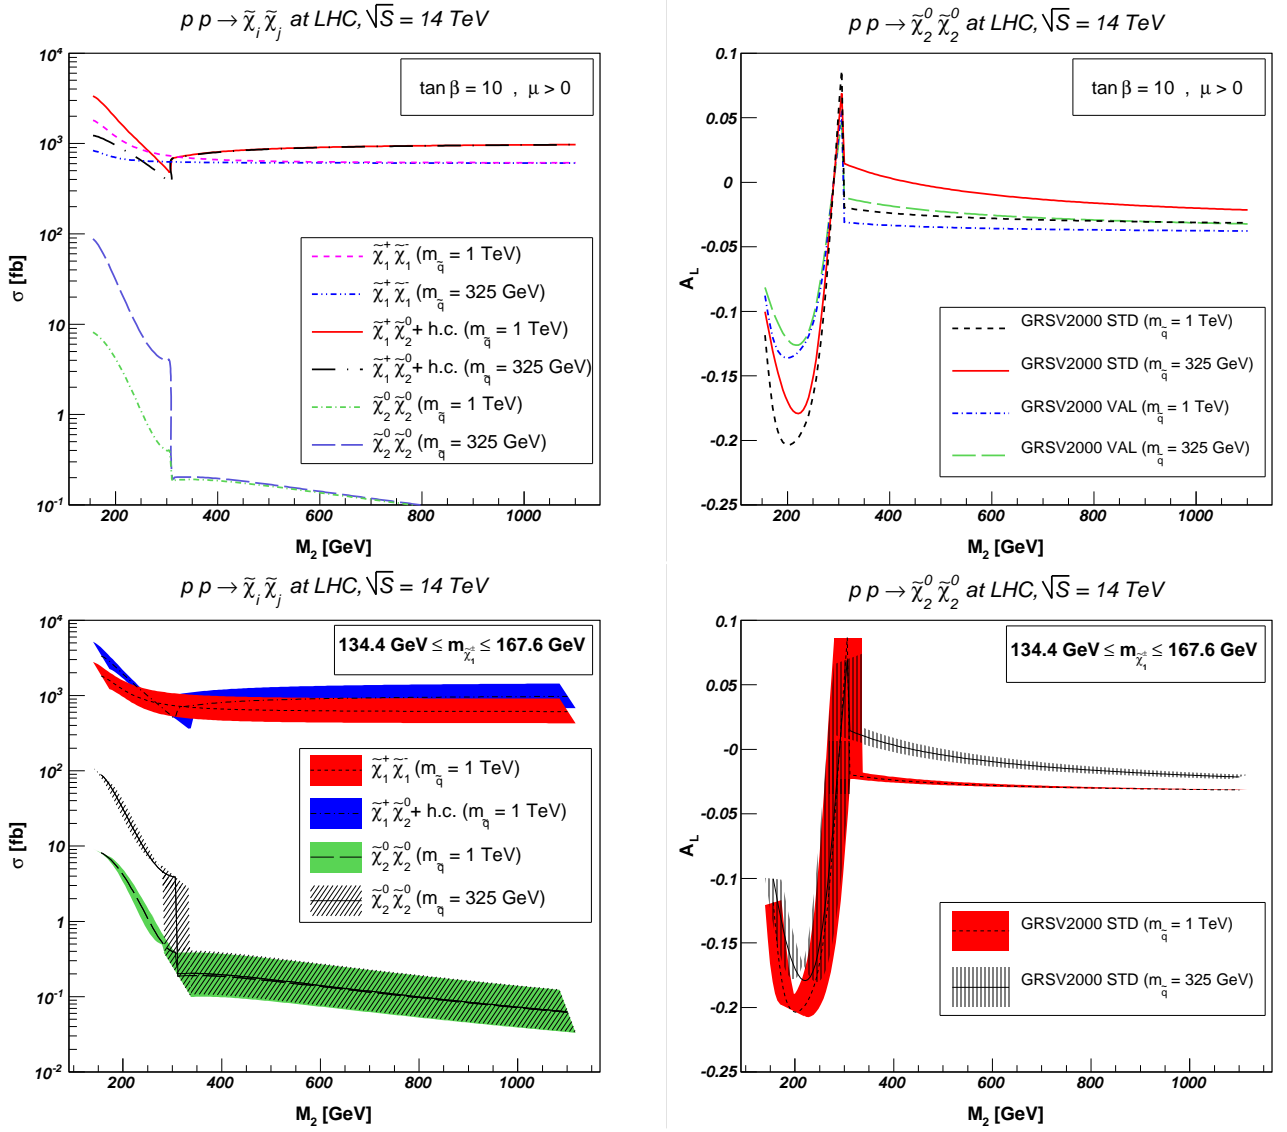 p p → χ̃ᵢ χ̃ⱼ at LHC, √S = 14 TeV
σ [fb]
10⁴
10³
10²
10
1
10⁻¹
tan β = 10 , μ > 0
χ̃₁⁺ χ̃₁⁻ (m_q̃ = 1 TeV)
χ̃₁⁺ χ̃₁⁻ (m_q̃ = 325 GeV)
χ̃₁⁺ χ̃₂⁰ + h.c. (m_q̃ = 1 TeV)
χ̃₁⁺ χ̃₂⁰ + h.c. (m_q̃ = 325 GeV)
χ̃₂⁰ χ̃₂⁰ (m_q̃ = 1 TeV)
χ̃₂⁰ χ̃₂⁰ (m_q̃ = 325 GeV)
200 400 600 800 1000
M₂ [GeV]
p p → χ̃₂⁰ χ̃₂⁰ at LHC, √S = 14 TeV
A_L
0.1
0.05
0
-0.05
-0.1
-0.15
-0.2
-0.25
tan β = 10 , μ > 0
GRSV2000 STD (m_q̃ = 1 TeV)
GRSV2000 STD (m_q̃ = 325 GeV)
GRSV2000 VAL (m_q̃ = 1 TeV)
GRSV2000 VAL (m_q̃ = 325 GeV)
200 400 600 800 1000
M₂ [GeV]
p p → χ̃ᵢ χ̃ⱼ at LHC, √S = 14 TeV
σ [fb]
10⁴
10³
10²
10
1
10⁻¹
10⁻²
134.4 GeV ≤ m_χ̃₁± ≤ 167.6 GeV
χ̃₁⁺ χ̃₁⁻ (m_q̃ = 1 TeV)
χ̃₁⁺ χ̃₂⁰ + h.c. (m_q̃ = 1 TeV)
χ̃₂⁰ χ̃₂⁰ (m_q̃ = 1 TeV)
χ̃₂⁰ χ̃₂⁰ (m_q̃ = 325 GeV)
200 400 600 800 1000
M₂ [GeV]
p p → χ̃₂⁰ χ̃₂⁰ at LHC, √S = 14 TeV
A_L
0.1
0.05
-0
-0.05
-0.1
-0.15
-0.2
-0.25
134.4 GeV ≤ m_χ̃₁± ≤ 167.6 GeV
GRSV2000 STD (m_q̃ = 1 TeV)
GRSV2000 STD (m_q̃ = 325 GeV)
200 400 600 800 1000
M₂ [GeV]